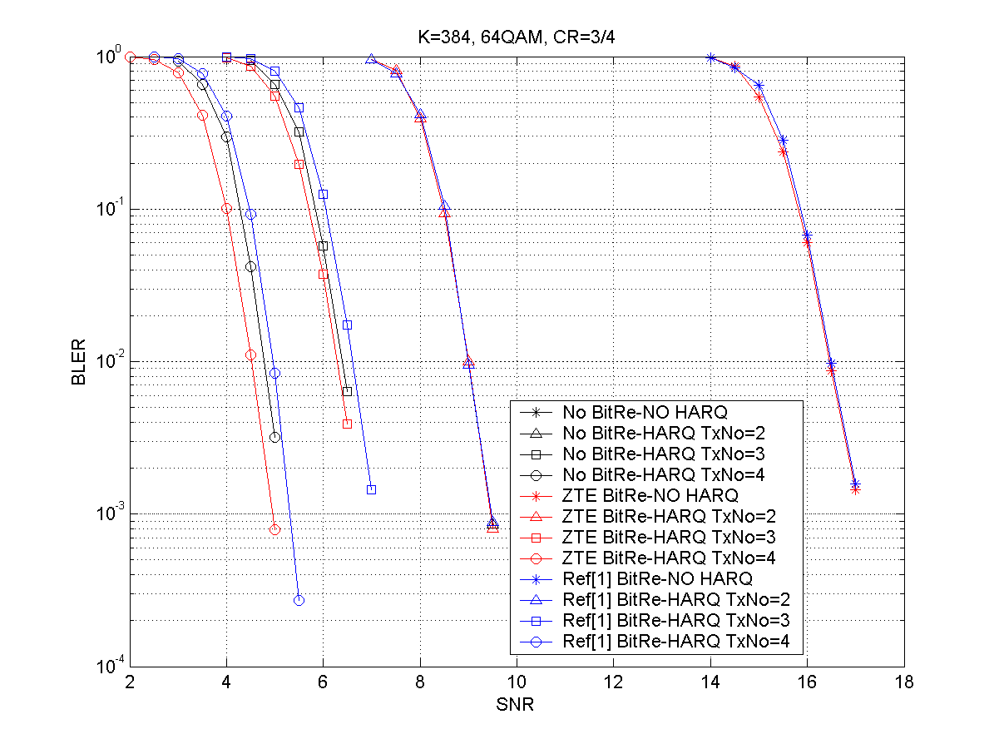 K=384, 64QAM, CR=3/4
10^0
10^-1
10^-2
10^-3
10^-4
BLER
No BitRe-NO HARQ
No BitRe-HARQ TxNo=2
No BitRe-HARQ TxNo=3
No BitRe-HARQ TxNo=4
ZTE BitRe-NO HARQ
ZTE BitRe-HARQ TxNo=2
ZTE BitRe-HARQ TxNo=3
ZTE BitRe-HARQ TxNo=4
Ref[1] BitRe-NO HARQ
Ref[1] BitRe-HARQ TxNo=2
Ref[1] BitRe-HARQ TxNo=3
Ref[1] BitRe-HARQ TxNo=4
2 4 6 8 10 12 14 16 18
SNR